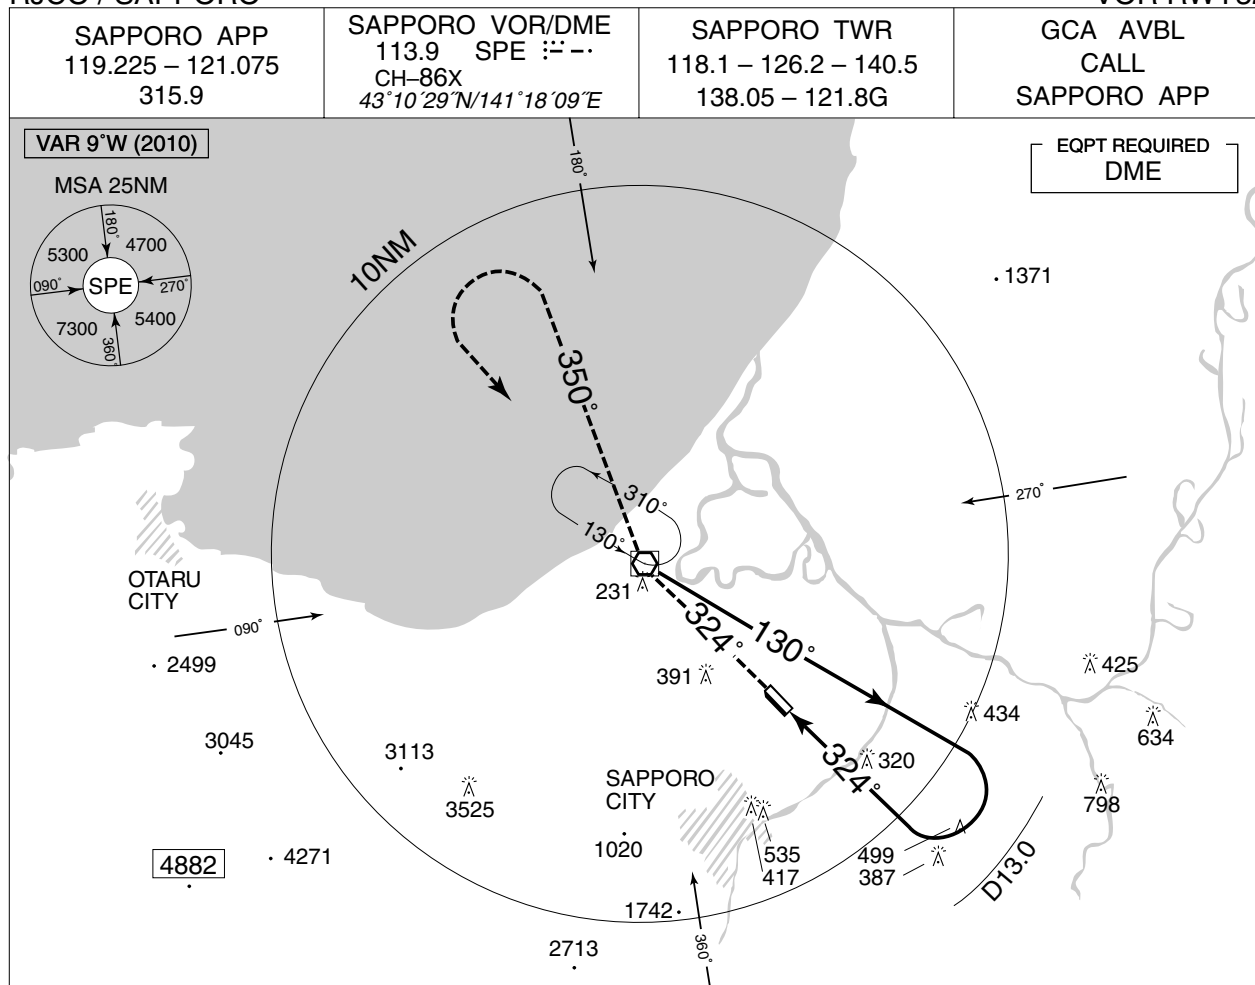 RJCO / SAPPORO
SAPPORO APP
119.225 – 121.075
315.9
SAPPORO VOR/DME
113.9 SPE
CH–86X
43°10´29˝N/141°18´09˝E
SAPPORO TWR
118.1 – 126.2 – 140.5
138.05 – 121.8G
GCA AVBL
CALL
SAPPORO APP
VAR 9°W (2010)
EQPT REQUIRED
DME
MSA 25NM
180°
5300
4700
090°
SPE
270°
7300
5400
360°
180°
10NM
1371
350°
310°
130°
270°
OTARU
CITY
231
324°
130°
090°
2499
391
425
434
634
3045
3113
3525
SAPPORO
CITY
324°
320
798
4882
4271
1020
535
417
499
387
D13.0
1742
360°
2713